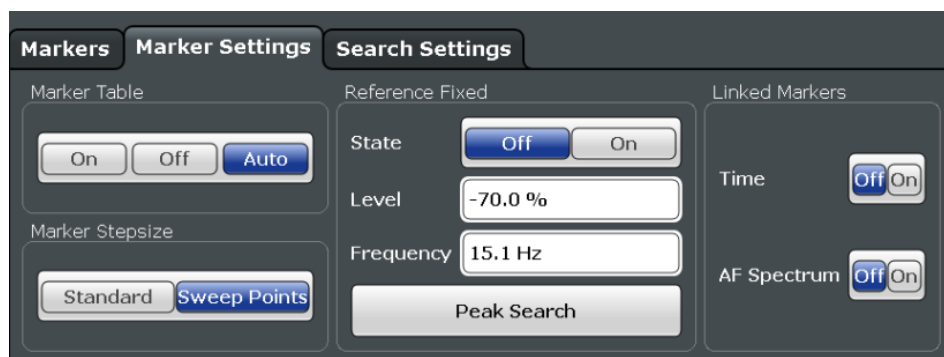 Markers
Marker Settings
Search Settings
Marker Table
On
Off
Auto
Marker Stepsize
Standard
Sweep Points
Reference Fixed
State
Off
On
Level
-70.0 %
Frequency
15.1 Hz
Peak Search
Linked Markers
Time
Off
On
AF Spectrum
Off
On